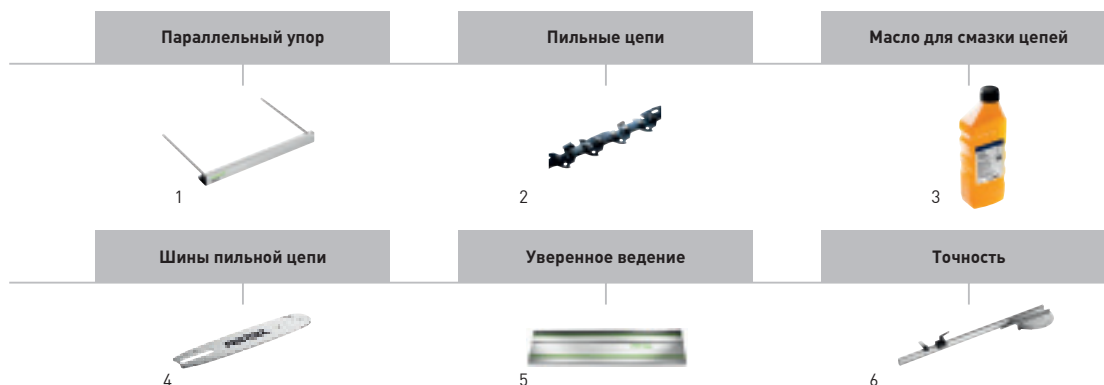 Параллельный упор
Пильные цепи
Масло для смазки цепей
1
2
3
Шины пильной цепи
Уверенное ведение
Точность
4
5
6